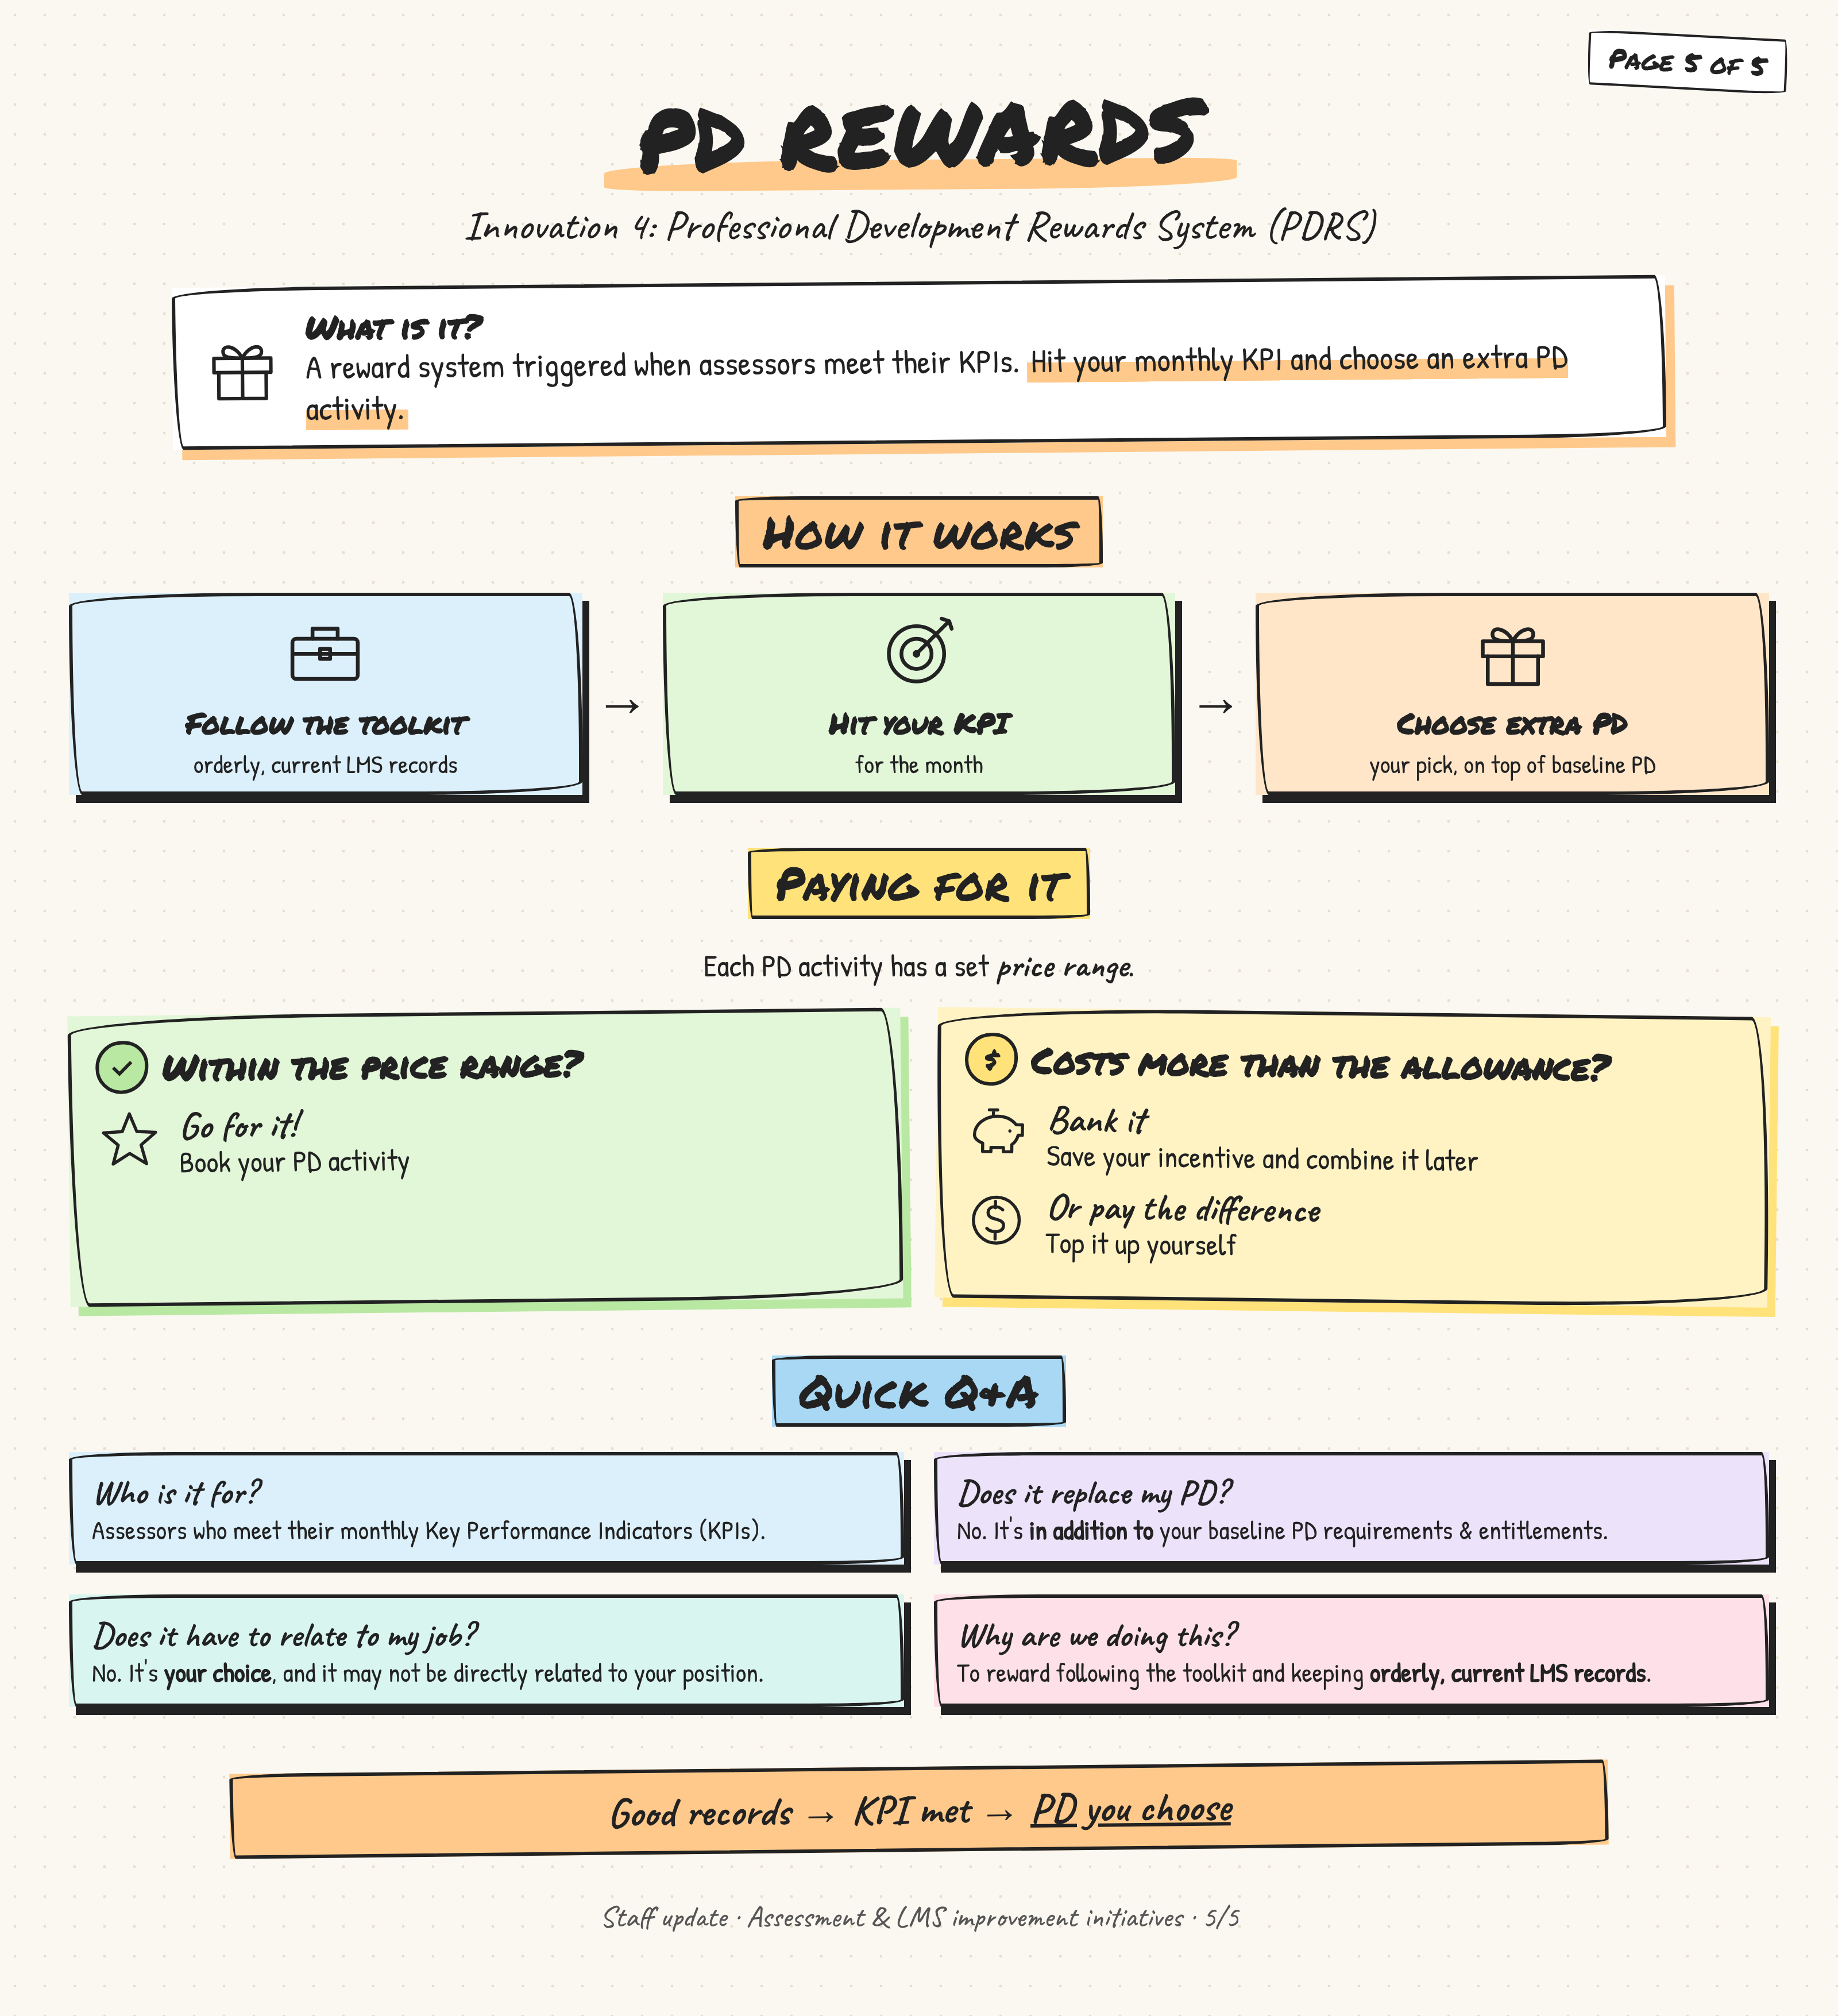 Page 5 of 5
PD Rewards
Innovation 4: Professional Development Rewards System (PDRS)
What is it?
A reward system triggered when assessors meet their KPIs. Hit your monthly KPI and choose an extra PD
activity.
How it works
Follow the toolkit
orderly, current LMS records
→
Hit your KPI
for the month
→
Choose extra PD
your pick, on top of baseline PD
Paying for it
Each PD activity has a set price range.
Within the price range?
Go for it!
Book your PD activity
$ Costs more than the allowance?
Bank it
Save your incentive and combine it later
$ Or pay the difference
Top it up yourself
Quick Q&A
Who is it for?
Assessors who meet their monthly Key Performance Indicators (KPIs).
Does it replace my PD?
No. It's in addition to your baseline PD requirements & entitlements.
Does it have to relate to my job?
No. It's your choice, and it may not be directly related to your position.
Why are we doing this?
To reward following the toolkit and keeping orderly, current LMS records.
Good records → KPI met → PD you choose
Staff update · Assessment & LMS improvement initiatives · 5/5